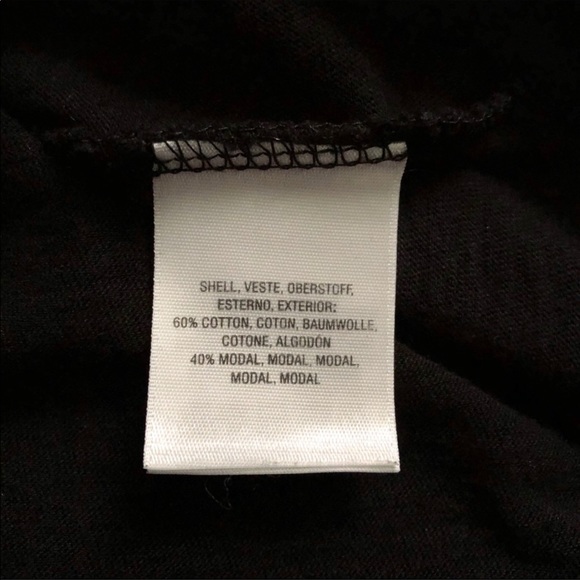 SHELL, VESTE, OBERSTOFF,
ESTERNO, EXTERIOR:
60% COTTON, COTON, BAUMWOLLE,
COTONE, ALGODÓN
40% MODAL, MODAL, MODAL,
MODAL, MODAL